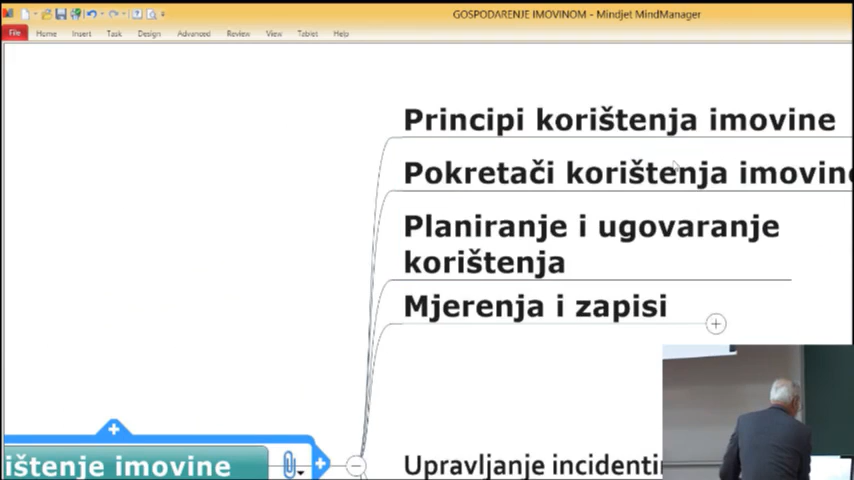 GOSPODARENJE IMOVINOM - Mindjet MindManager
File Home Insert Task Design Advanced Review View Tablet Help
Principi korištenja imovine
Pokretači korištenja imovin
Planiranje i ugovaranje
korištenja
Mjerenja i zapisi
ištenje imovine
Upravljanje incidenti